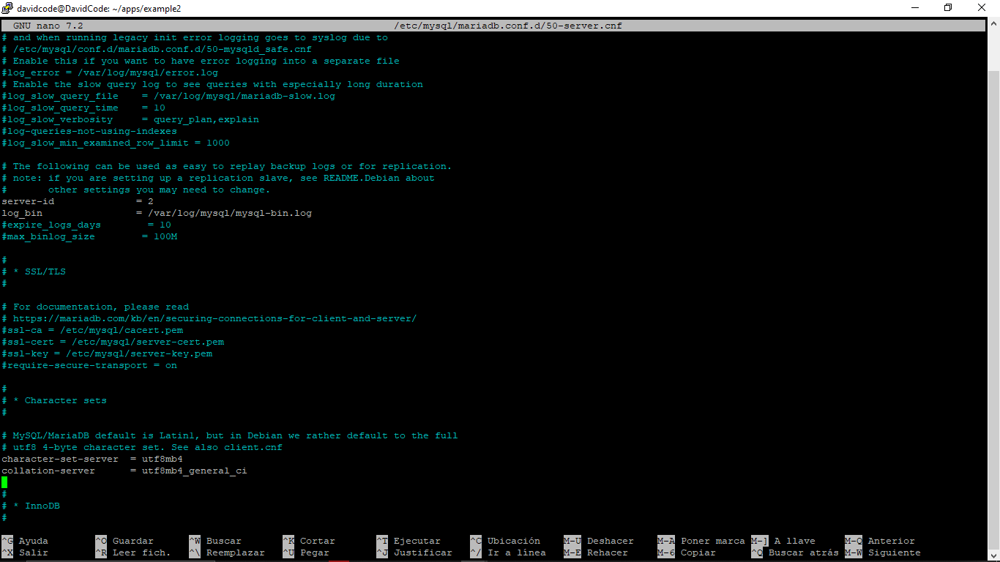 davidcode@DavidCode: ~/apps/example2
GNU nano 7.2 /etc/mysql/mariadb.conf.d/50-server.cnf
# and when running legacy init error logging goes to syslog due to
# /etc/mysql/conf.d/mariadb.conf.d/50-mysqld_safe.cnf
# Enable this if you want to have error logging into a separate file
#log_error = /var/log/mysql/error.log
# Enable the slow query log to see queries with especially long duration
#log_slow_query_file    = /var/log/mysql/mariadb-slow.log
#log_slow_query_time    = 10
#log_slow_verbosity     = query_plan,explain
#log-queries-not-using-indexes
#log_slow_min_examined_row_limit = 1000
# The following can be used as easy to replay backup logs or for replication.
# note: if you are setting up a replication slave, see README.Debian about
#       other settings you may need to change.
server-id              = 2
log_bin                = /var/log/mysql/mysql-bin.log
#expire_logs_days        = 10
#max_binlog_size        = 100M
#
# * SSL/TLS
#
# For documentation, please read
# https://mariadb.com/kb/en/securing-connections-for-client-and-server/
#ssl-ca = /etc/mysql/cacert.pem
#ssl-cert = /etc/mysql/server-cert.pem
#ssl-key = /etc/mysql/server-key.pem
#require-secure-transport = on
#
# * Character sets
#
# MySQL/MariaDB default is Latin1, but in Debian we rather default to the full
# utf8 4-byte character set. See also client.cnf
character-set-server  = utf8mb4
collation-server      = utf8mb4_general_ci
#
# * InnoDB
#
^G Ayuda ^O Guardar ^W Buscar ^K Cortar ^T Ejecutar ^C Ubicación M-U Deshacer M-A Poner marca M-] A llave M-Q Anterior
^X Salir ^R Leer fich. ^\ Reemplazar ^U Pegar ^J Justificar ^/ Ir a línea M-E Rehacer M-6 Copiar ^Q Buscar atrás M-W Siguiente